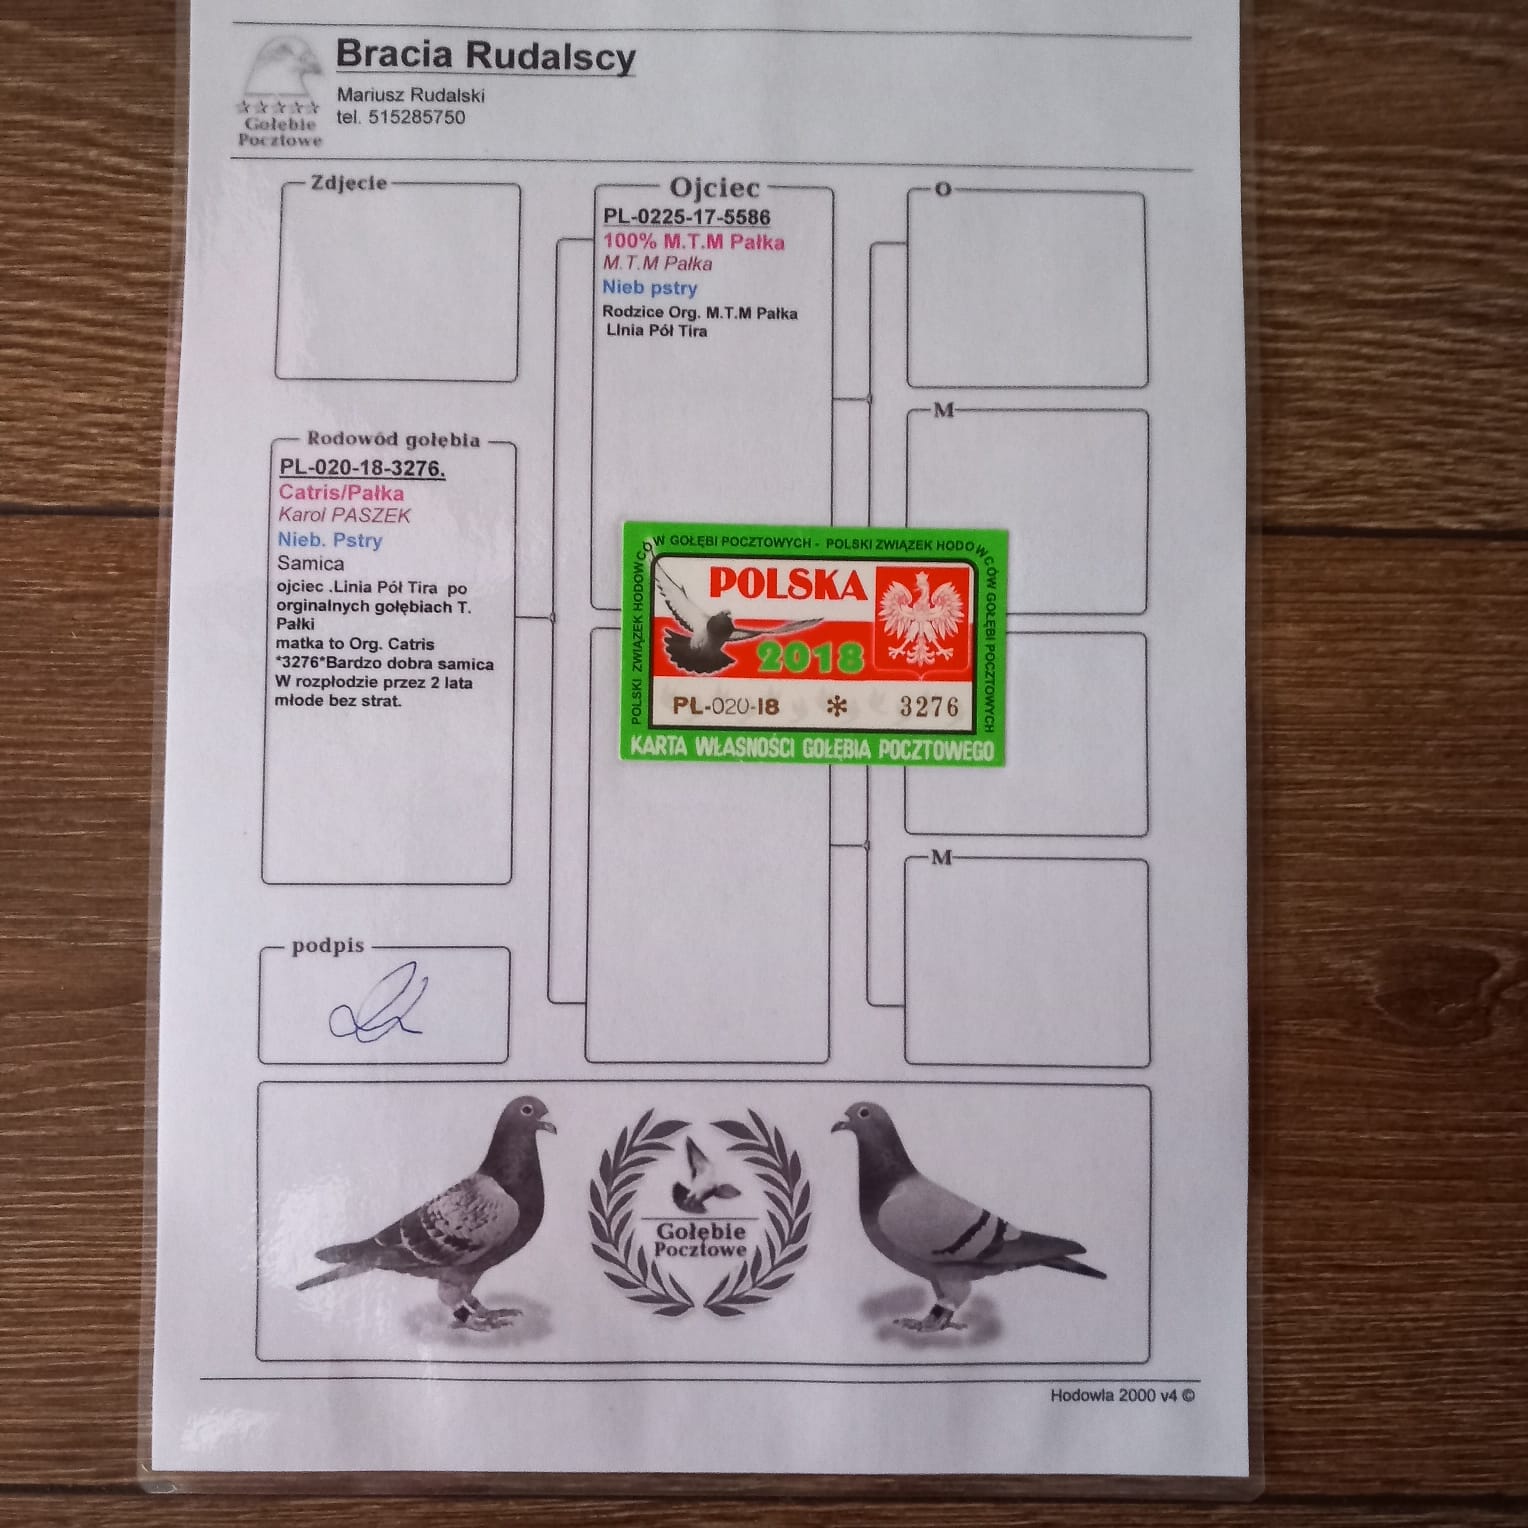 Bracia Rudalscy
Mariusz Rudalski
tel. 515285750
Gołebie
Pocztowe
Zdjecie
Ojciec
PL-0225-17-5586
100% M.T.M Pałka
M.T.M Pałka
Nieb pstry
Rodzice Org. M.T.M Pałka
LInia Pół Tira
O
M
Rodowód gołebia
PL-020-18-3276.
Catris/Pałka
Karol PASZEK
Nieb. Pstry
Samica
ojciec .Linia Pół Tira po
orginalnych gołębiach T.
Pałki
matka to Org. Catris
*3276*Bardzo dobra samica
W rozpłodzie przez 2 lata
młode bez strat.
POLSKI ZWIĄZEK HODOWCÓW GOŁĘBI POCZTOWYCH - POLSKI ZWIĄZEK HODOWCÓW GOŁĘBI POCZTOWYCH
POLSKA
2018
PL-020-18 * 3276
KARTA WŁASNOŚCI GOŁĘBIA POCZTOWEGO
M
podpis
Gołębie
Pocztowe
Hodowla 2000 v4 ©